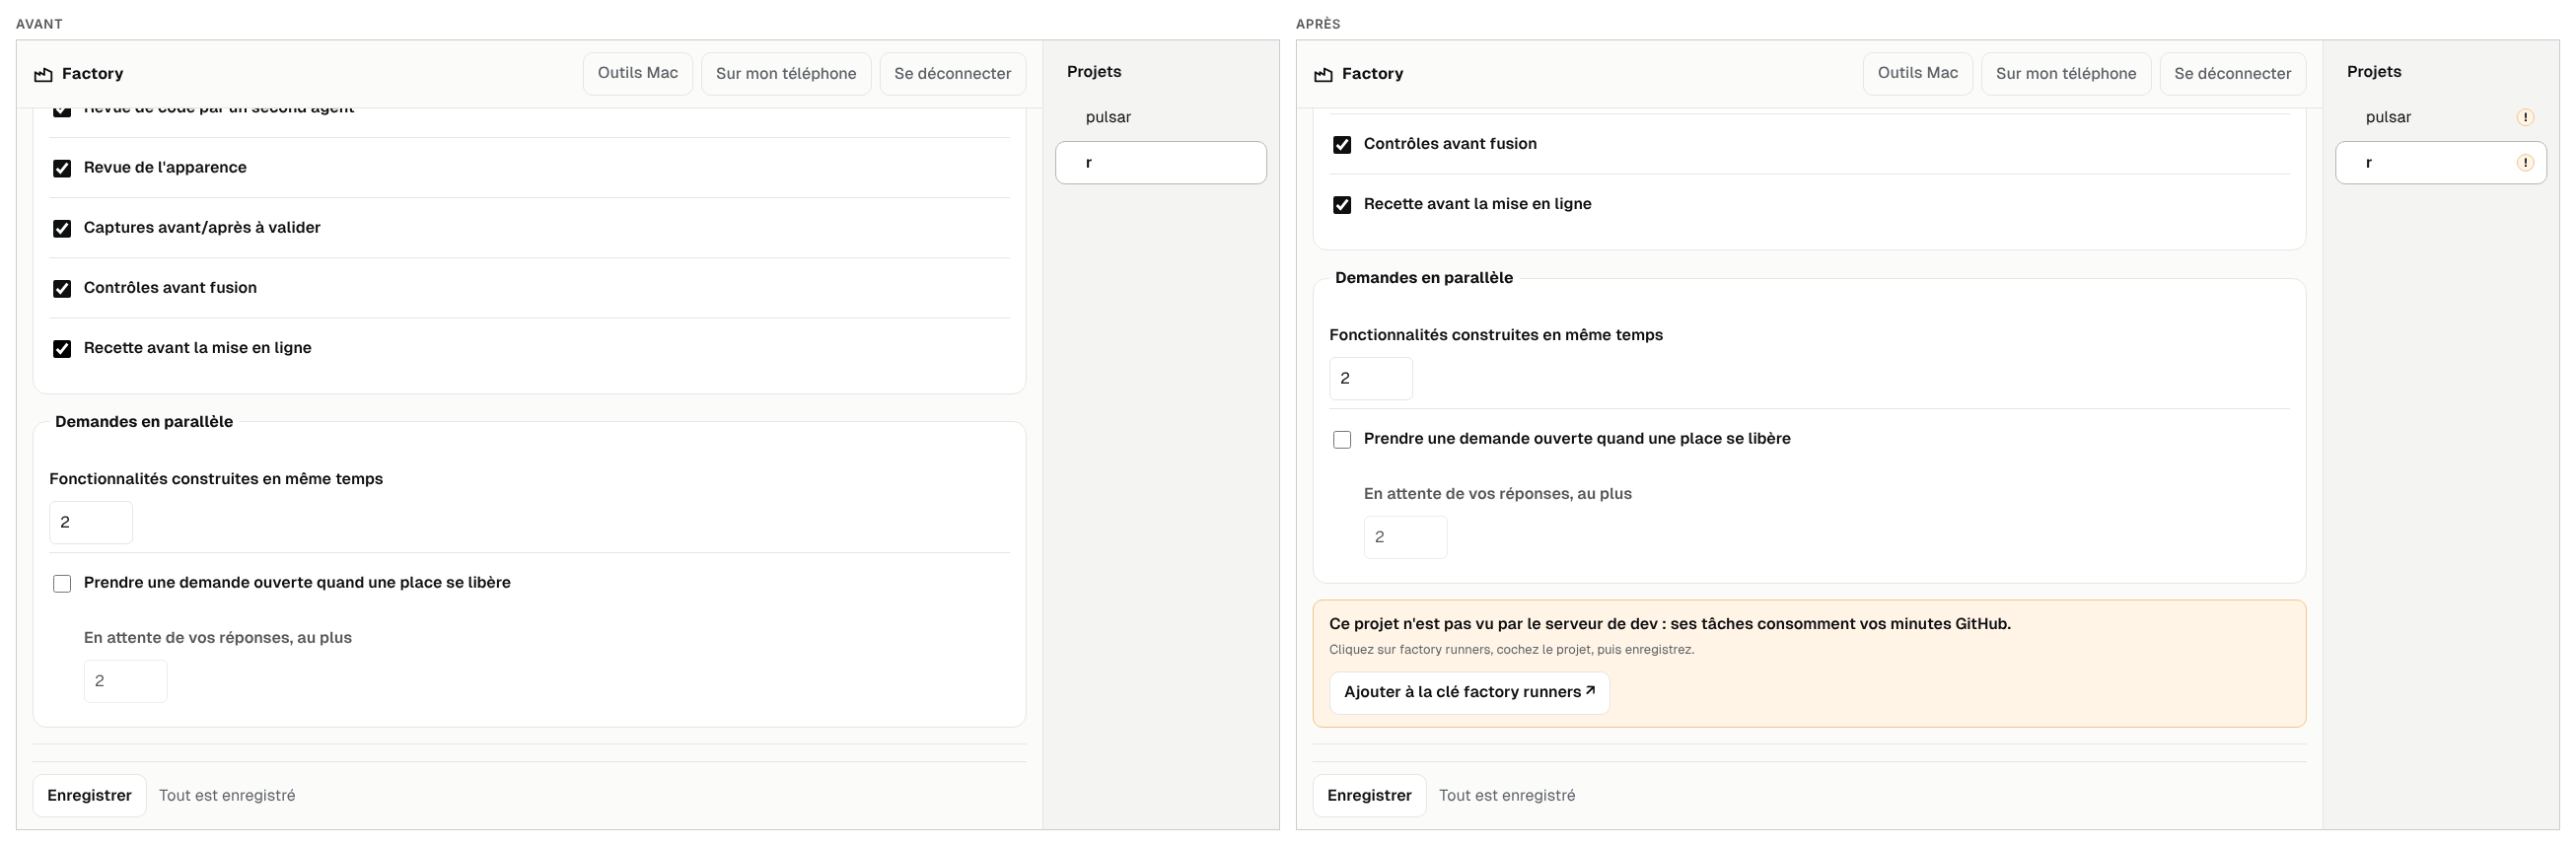 AVANT
Factory
Outils Mac
Sur mon téléphone
Se déconnecter
Revue de code par un second agent
Revue de l'apparence
Captures avant/après à valider
Contrôles avant fusion
Recette avant la mise en ligne
Demandes en parallèle
Fonctionnalités construites en même temps
2
Prendre une demande ouverte quand une place se libère
En attente de vos réponses, au plus
2
Enregistrer
Tout est enregistré
Projets
pulsar
r
APRÈS
Factory
Outils Mac
Sur mon téléphone
Se déconnecter
Contrôles avant fusion
Recette avant la mise en ligne
Demandes en parallèle
Fonctionnalités construites en même temps
2
Prendre une demande ouverte quand une place se libère
En attente de vos réponses, au plus
2
Ce projet n'est pas vu par le serveur de dev : ses tâches consomment vos minutes GitHub.
Cliquez sur factory runners, cochez le projet, puis enregistrez.
Ajouter à la clé factory runners ↗
Enregistrer
Tout est enregistré
Projets
pulsar !
r !